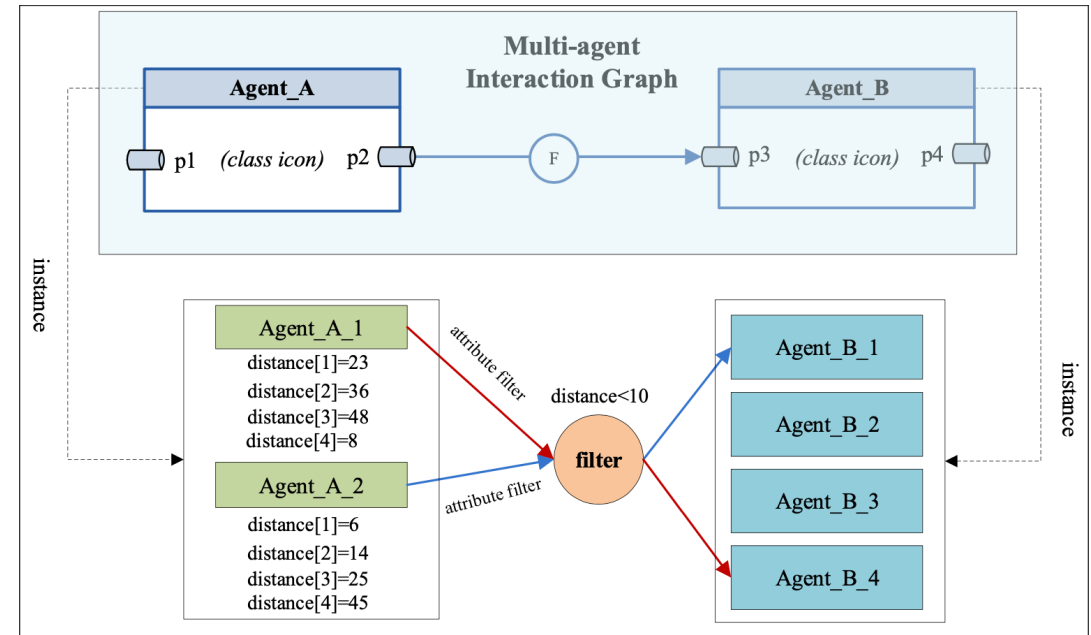 Multi-agent
Interaction Graph
Agent_A
Agent_B
p1
(class icon)
p2
F
p3
(class icon)
p4
instance
instance
Agent_A_1
distance[1]=23
distance[2]=36
distance[3]=48
distance[4]=8
Agent_A_2
distance[1]=6
distance[2]=14
distance[3]=25
distance[4]=45
attribute filter
attribute filter
distance<10
filter
Agent_B_1
Agent_B_2
Agent_B_3
Agent_B_4